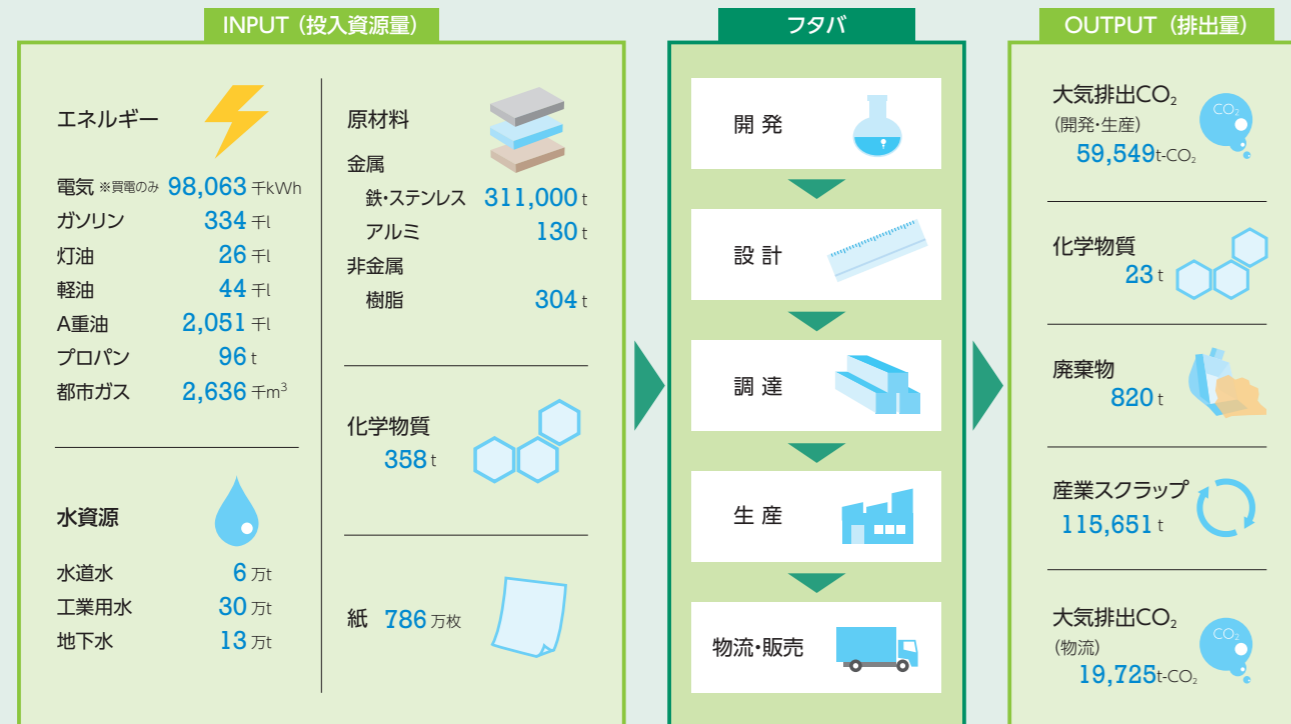 INPUT（投入資源量）
エネルギー
電気 ※買電のみ 98,063 千kWh
ガソリン 334 千l
灯油 26 千l
軽油 44 千l
A重油 2,051 千l
プロパン 96 t
都市ガス 2,636 千m³
水資源
水道水 6 万t
工業用水 30 万t
地下水 13 万t
原材料
金属
鉄・ステンレス 311,000 t
アルミ 130 t
非金属
樹脂 304 t
化学物質
358 t
紙 786 万枚
フタバ
開発
設計
調達
生産
物流・販売
OUTPUT（排出量）
大気排出CO₂
（開発・生産）
CO₂
59,549t-CO₂
化学物質
23 t
廃棄物
820 t
産業スクラップ
115,651 t
大気排出CO₂
（物流）
CO₂
19,725t-CO₂